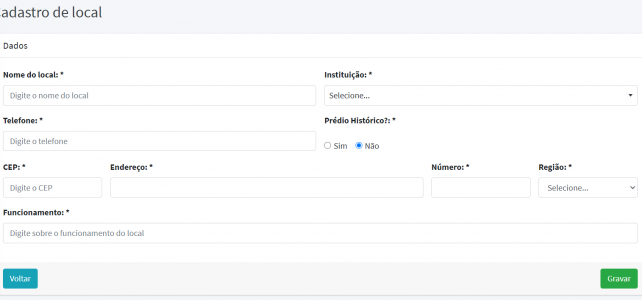 Cadastro de local
Dados
Nome do local: * Instituição: *
Digite o nome do local Selecione...
Telefone: * Prédio Histórico?: *
Digite o telefone
Sim Não
CEP: * Endereço: * Número: * Região: *
Digite o CEP Selecione...
Funcionamento: *
Digite sobre o funcionamento do local
Voltar Gravar